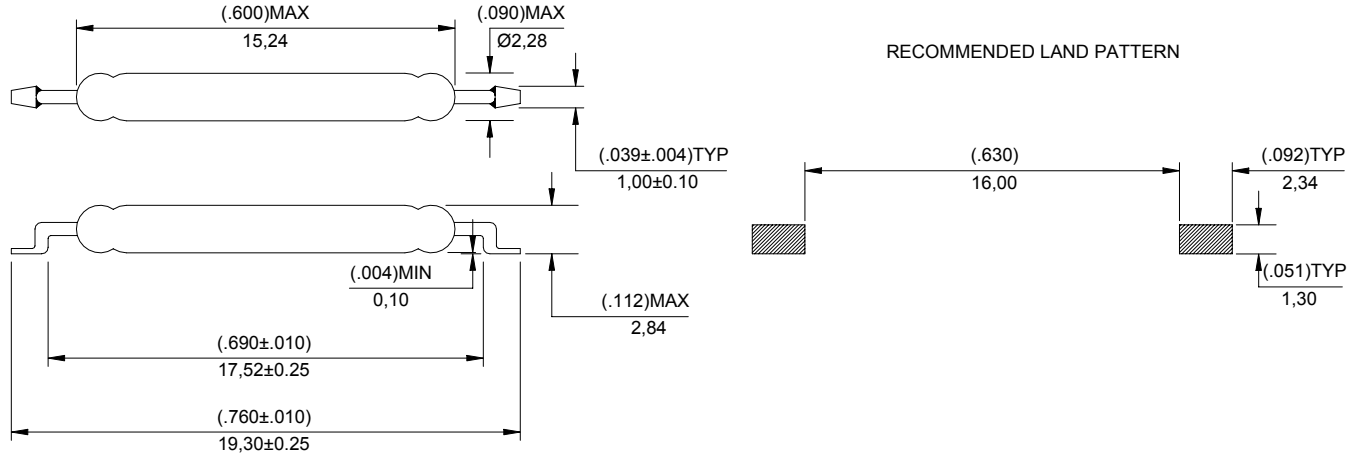 (.600)MAX
15,24
(.090)MAX
Ø2,28
RECOMMENDED LAND PATTERN
(.039±.004)TYP
1,00±0.10
(.630)
16,00
(.092)TYP
2,34
(.004)MIN
0,10
(.112)MAX
2,84
(.051)TYP
1,30
(.690±.010)
17,52±0.25
(.760±.010)
19,30±0.25